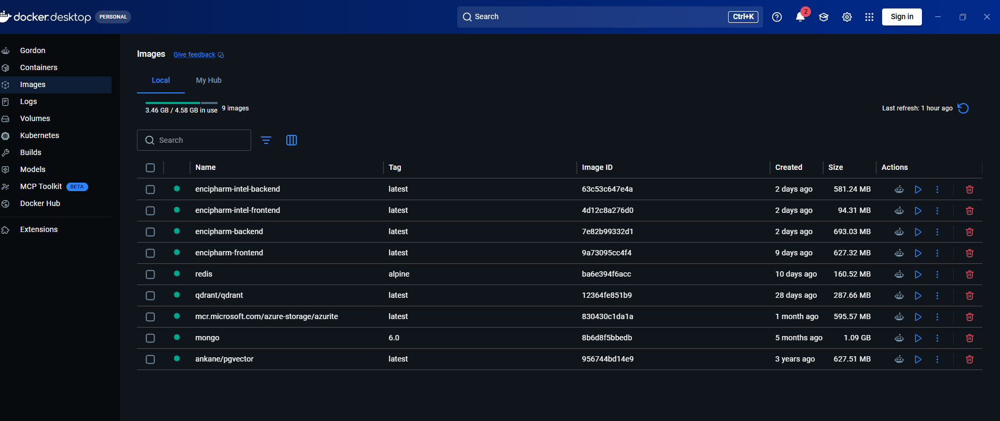 docker.desktop PERSONAL Search Ctrl+K 2 Sign in
Gordon
Containers
Images
Logs
Volumes
Kubernetes
Builds
Models
MCP Toolkit BETA
Docker Hub
Extensions
Images Give feedback
Local My Hub
3.46 GB / 4.58 GB in use 9 images Last refresh: 1 hour ago
Search
Name Tag Image ID Created Size Actions
encipharm-intel-backend latest 63c53c647e4a 2 days ago 581.24 MB
encipharm-intel-frontend latest 4d12c8a276d0 2 days ago 94.31 MB
encipharm-backend latest 7e82b99332d1 2 days ago 693.03 MB
encipharm-frontend latest 9a73095cc4f4 9 days ago 627.32 MB
redis alpine ba6e394f6acc 10 days ago 160.52 MB
qdrant/qdrant latest 12364fe851b9 28 days ago 287.66 MB
mcr.microsoft.com/azure-storage/azurite latest 830430c1da1a 1 month ago 595.57 MB
mongo 6.0 8b6d8f5bbedb 5 months ago 1.09 GB
ankane/pgvector latest 956744bd14e9 3 years ago 627.51 MB